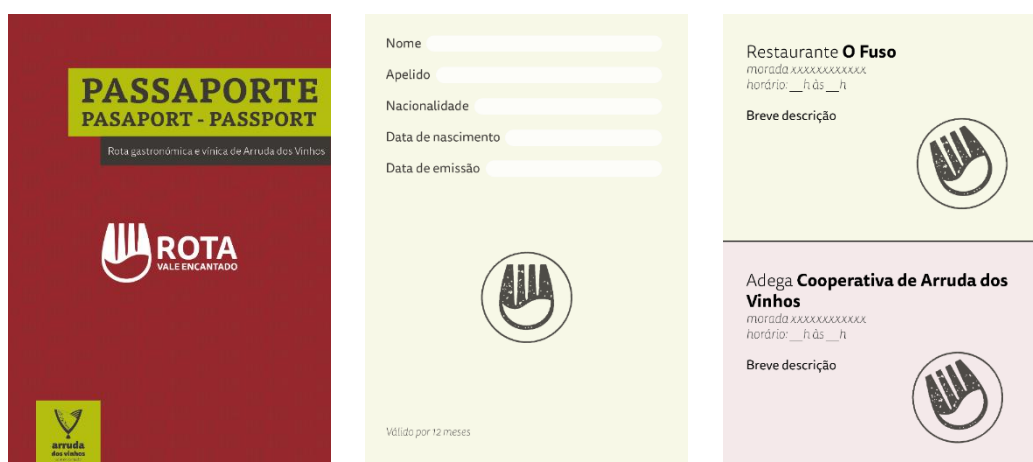 PASSAPORTE
PASAPORT - PASSPORT
Rota gastronómica e vínica de Arruda dos Vinhos
ROTA
VALE ENCANTADO
arruda
dos vinhos
Nome
Apelido
Nacionalidade
Data de nascimento
Data de emissão
Válido por 12 meses
Restaurante O Fuso
morada xxxxxxxxxxxx
horário:__h às __h
Breve descrição
Adega Cooperativa de Arruda dos
Vinhos
morada xxxxxxxxxxxx
horário:__h às __h
Breve descrição